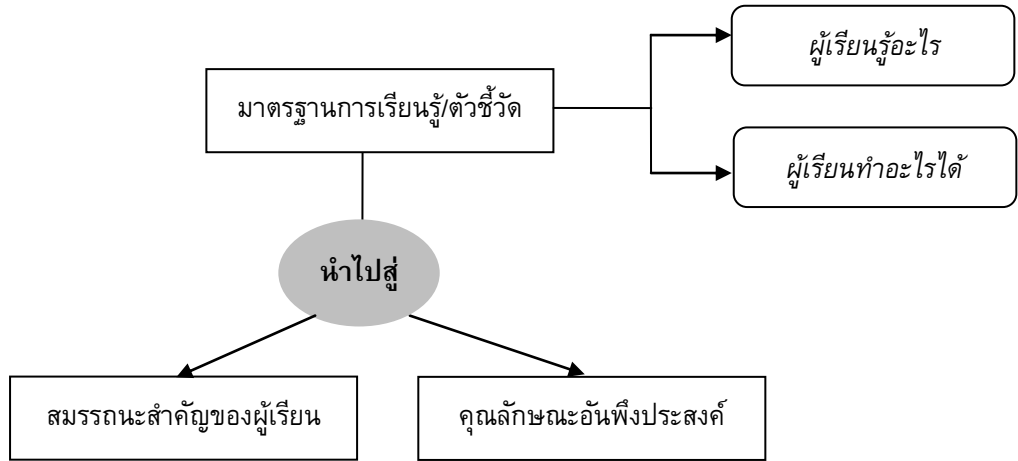 ผู้เรียนรู้อะไร
มาตรฐานการเรียนรู้/ตัวชี้วัด
ผู้เรียนทำอะไรได้
นำไปสู่
สมรรถนะสำคัญของผู้เรียน
คุณลักษณะอันพึงประสงค์